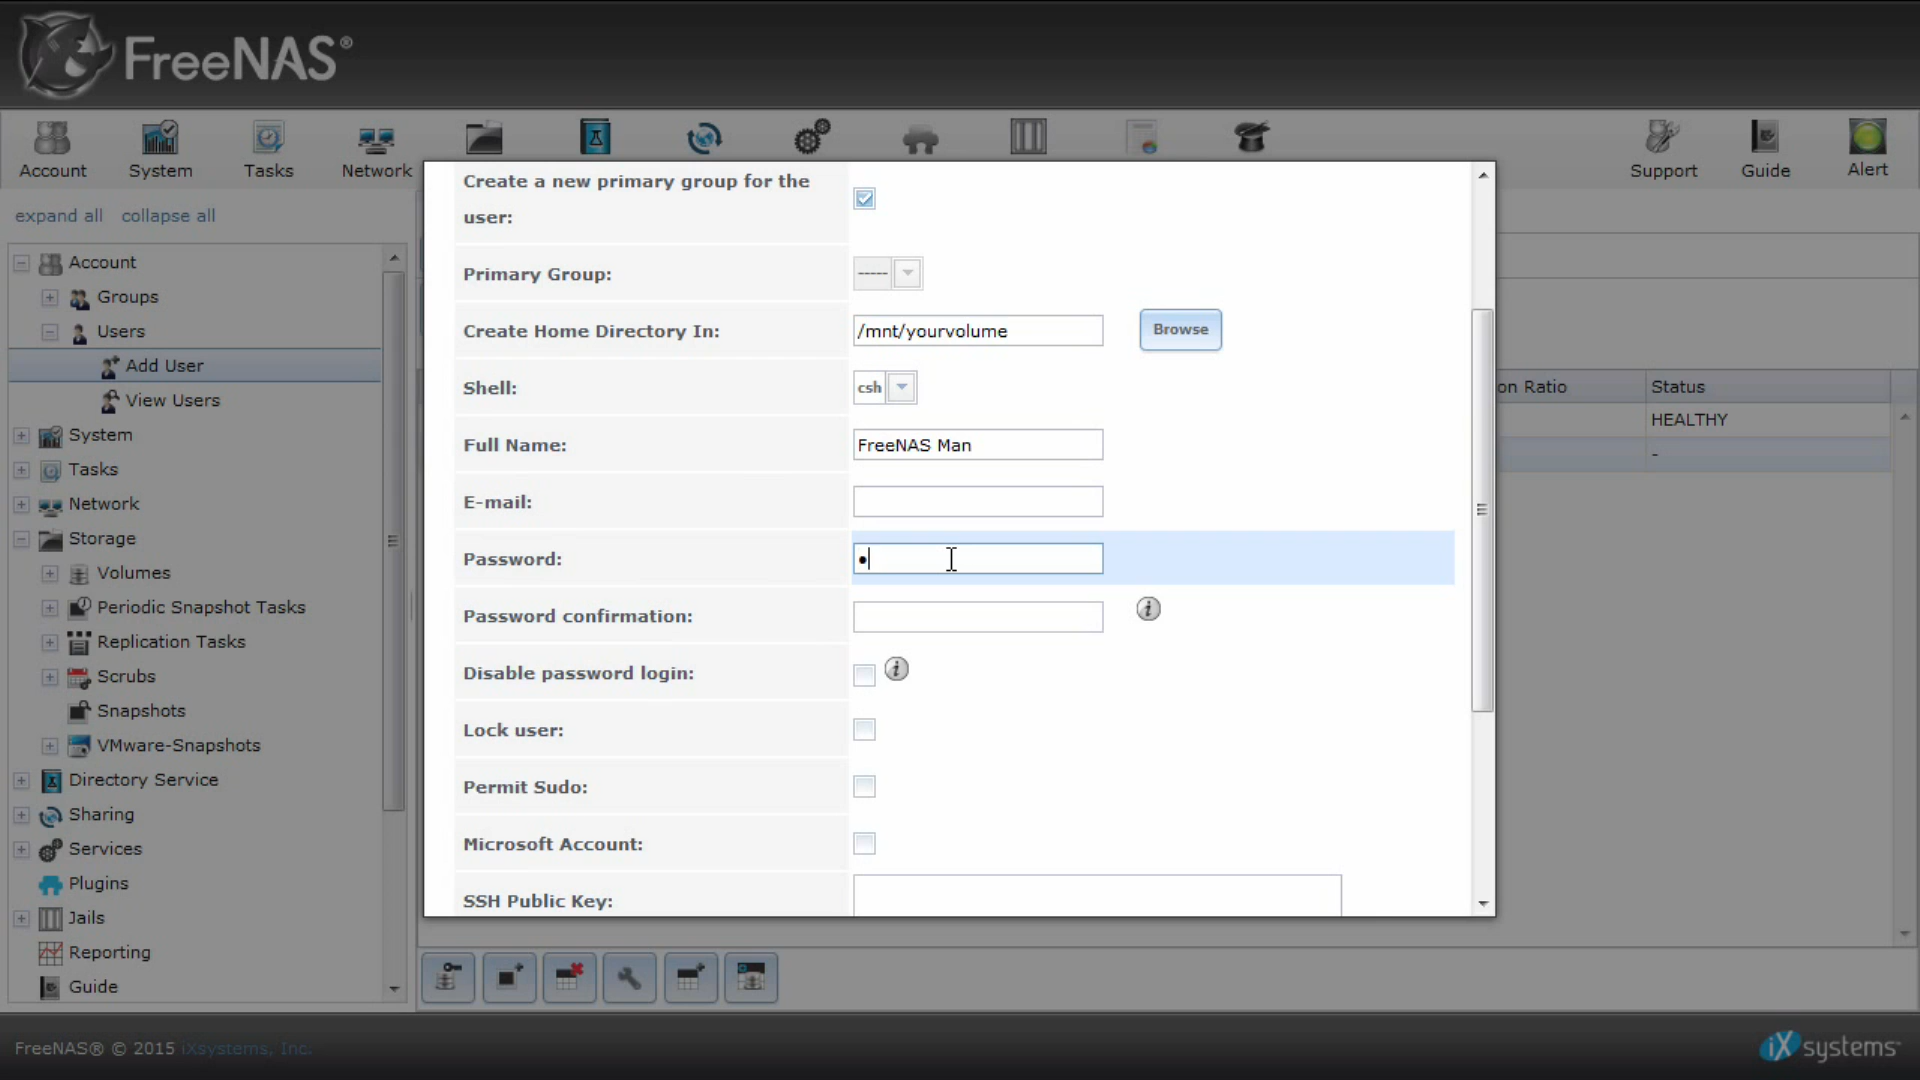 FreeNAS®
Account
System
Tasks
Network
Support
Guide
Alert
expand all collapse all
Account
Groups
Users
Add User
View Users
System
Tasks
Network
Storage
Volumes
Periodic Snapshot Tasks
Replication Tasks
Scrubs
Snapshots
VMware-Snapshots
Directory Service
Sharing
Services
Plugins
Jails
Reporting
Guide
Create a new primary group for the
user:
Primary Group: -----
Create Home Directory In: /mnt/yourvolume Browse
Shell: csh
Full Name: FreeNAS Man
E-mail:
Password: •
Password confirmation:
Disable password login:
Lock user:
Permit Sudo:
Microsoft Account:
SSH Public Key:
on Ratio Status
HEALTHY
-
FreeNAS® © 2015 iXsystems, Inc.
iXsystems